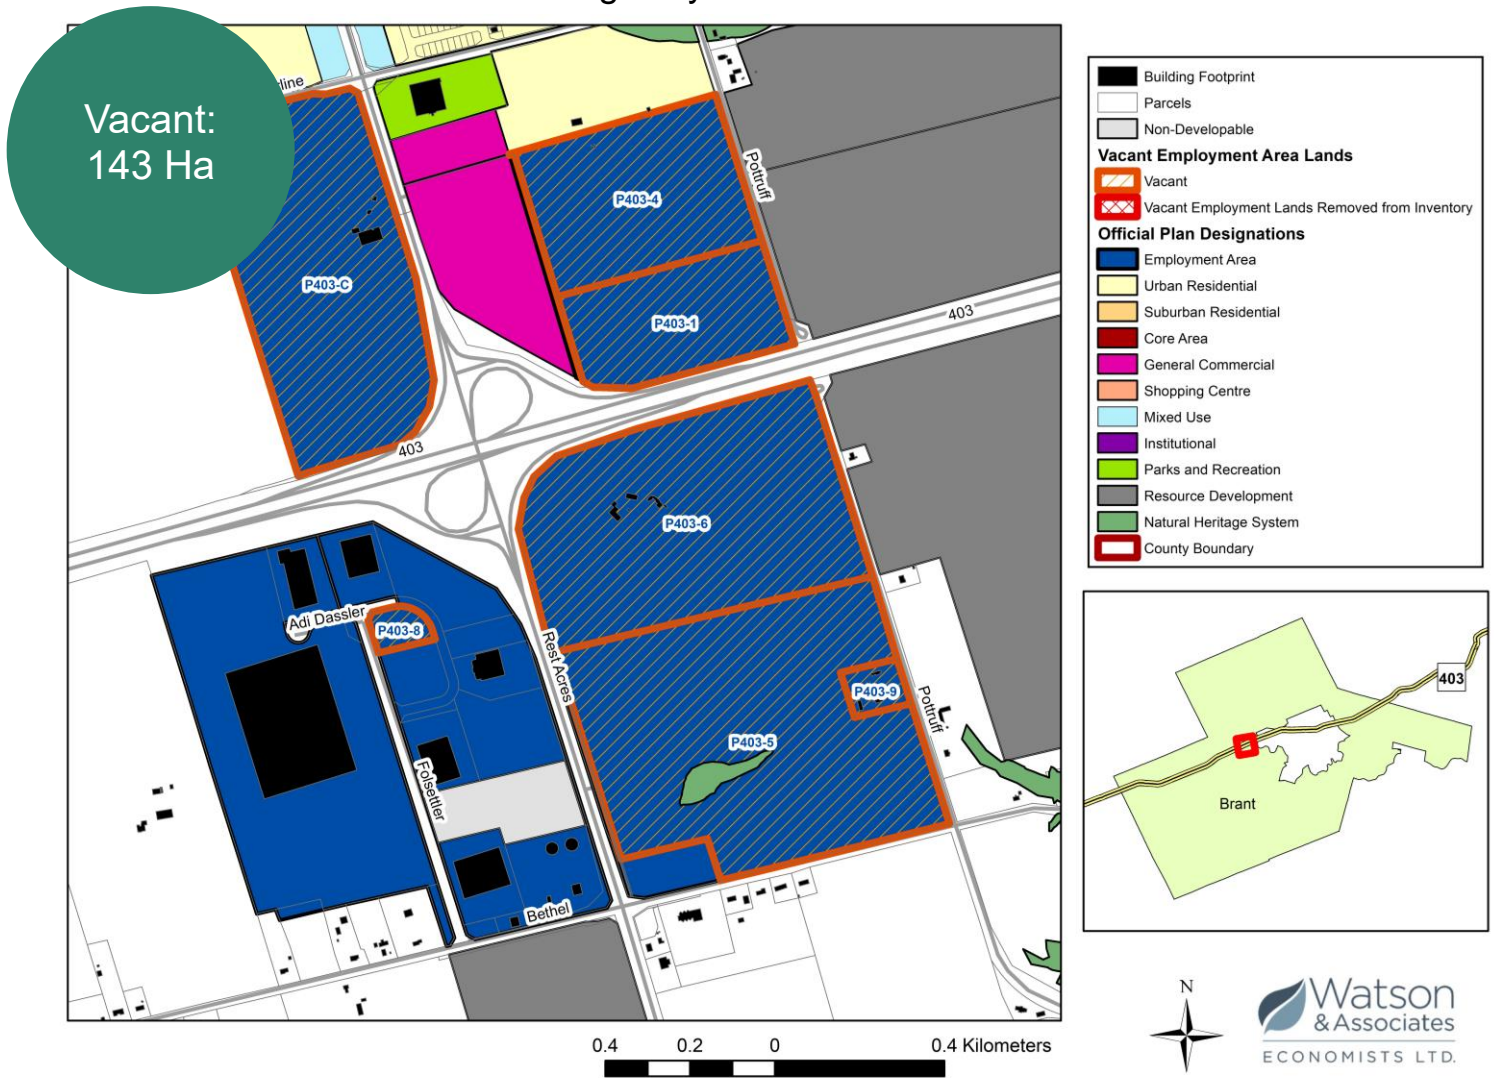 Vacant:
143 Ha
P403-C
P403-4
Pottruff
P403-1
403
403
P403-6
Adi Dassler
P403-8
Rest Acres
P403-9
Pottruff
P403-5
Folsettler
Bethel
Building Footprint
Parcels
Non-Developable
Vacant Employment Area Lands
Vacant
Vacant Employment Lands Removed from Inventory
Official Plan Designations
Employment Area
Urban Residential
Suburban Residential
Core Area
General Commercial
Shopping Centre
Mixed Use
Institutional
Parks and Recreation
Resource Development
Natural Heritage System
County Boundary
403
Brant
0.4 0.2 0 0.4 Kilometers
N
Watson
& Associates
ECONOMISTS LTD.